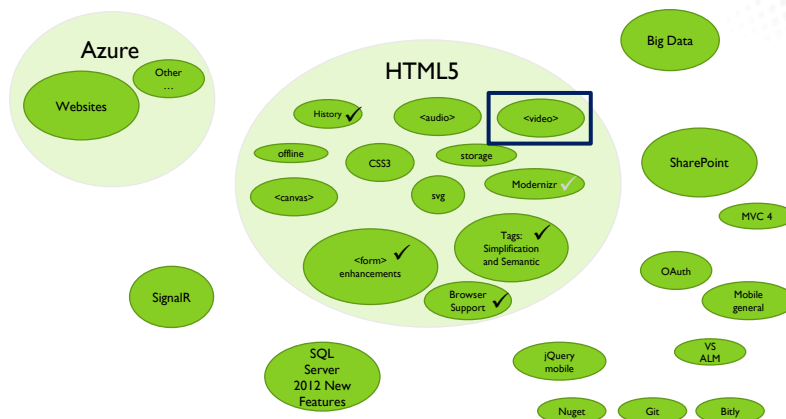 Azure
Other
…
Websites
HTML5
Big Data
History
<audio>
<video>
offline
CSS3
storage
SharePoint
<canvas>
svg
Modernizr
MVC 4
<form>
enhancements
Tags:
Simplification
and Semantic
OAuth
SignalR
Browser
Support
Mobile
general
SQL
Server
2012 New
Features
jQuery
mobile
VS
ALM
Nuget
Git
Bitly